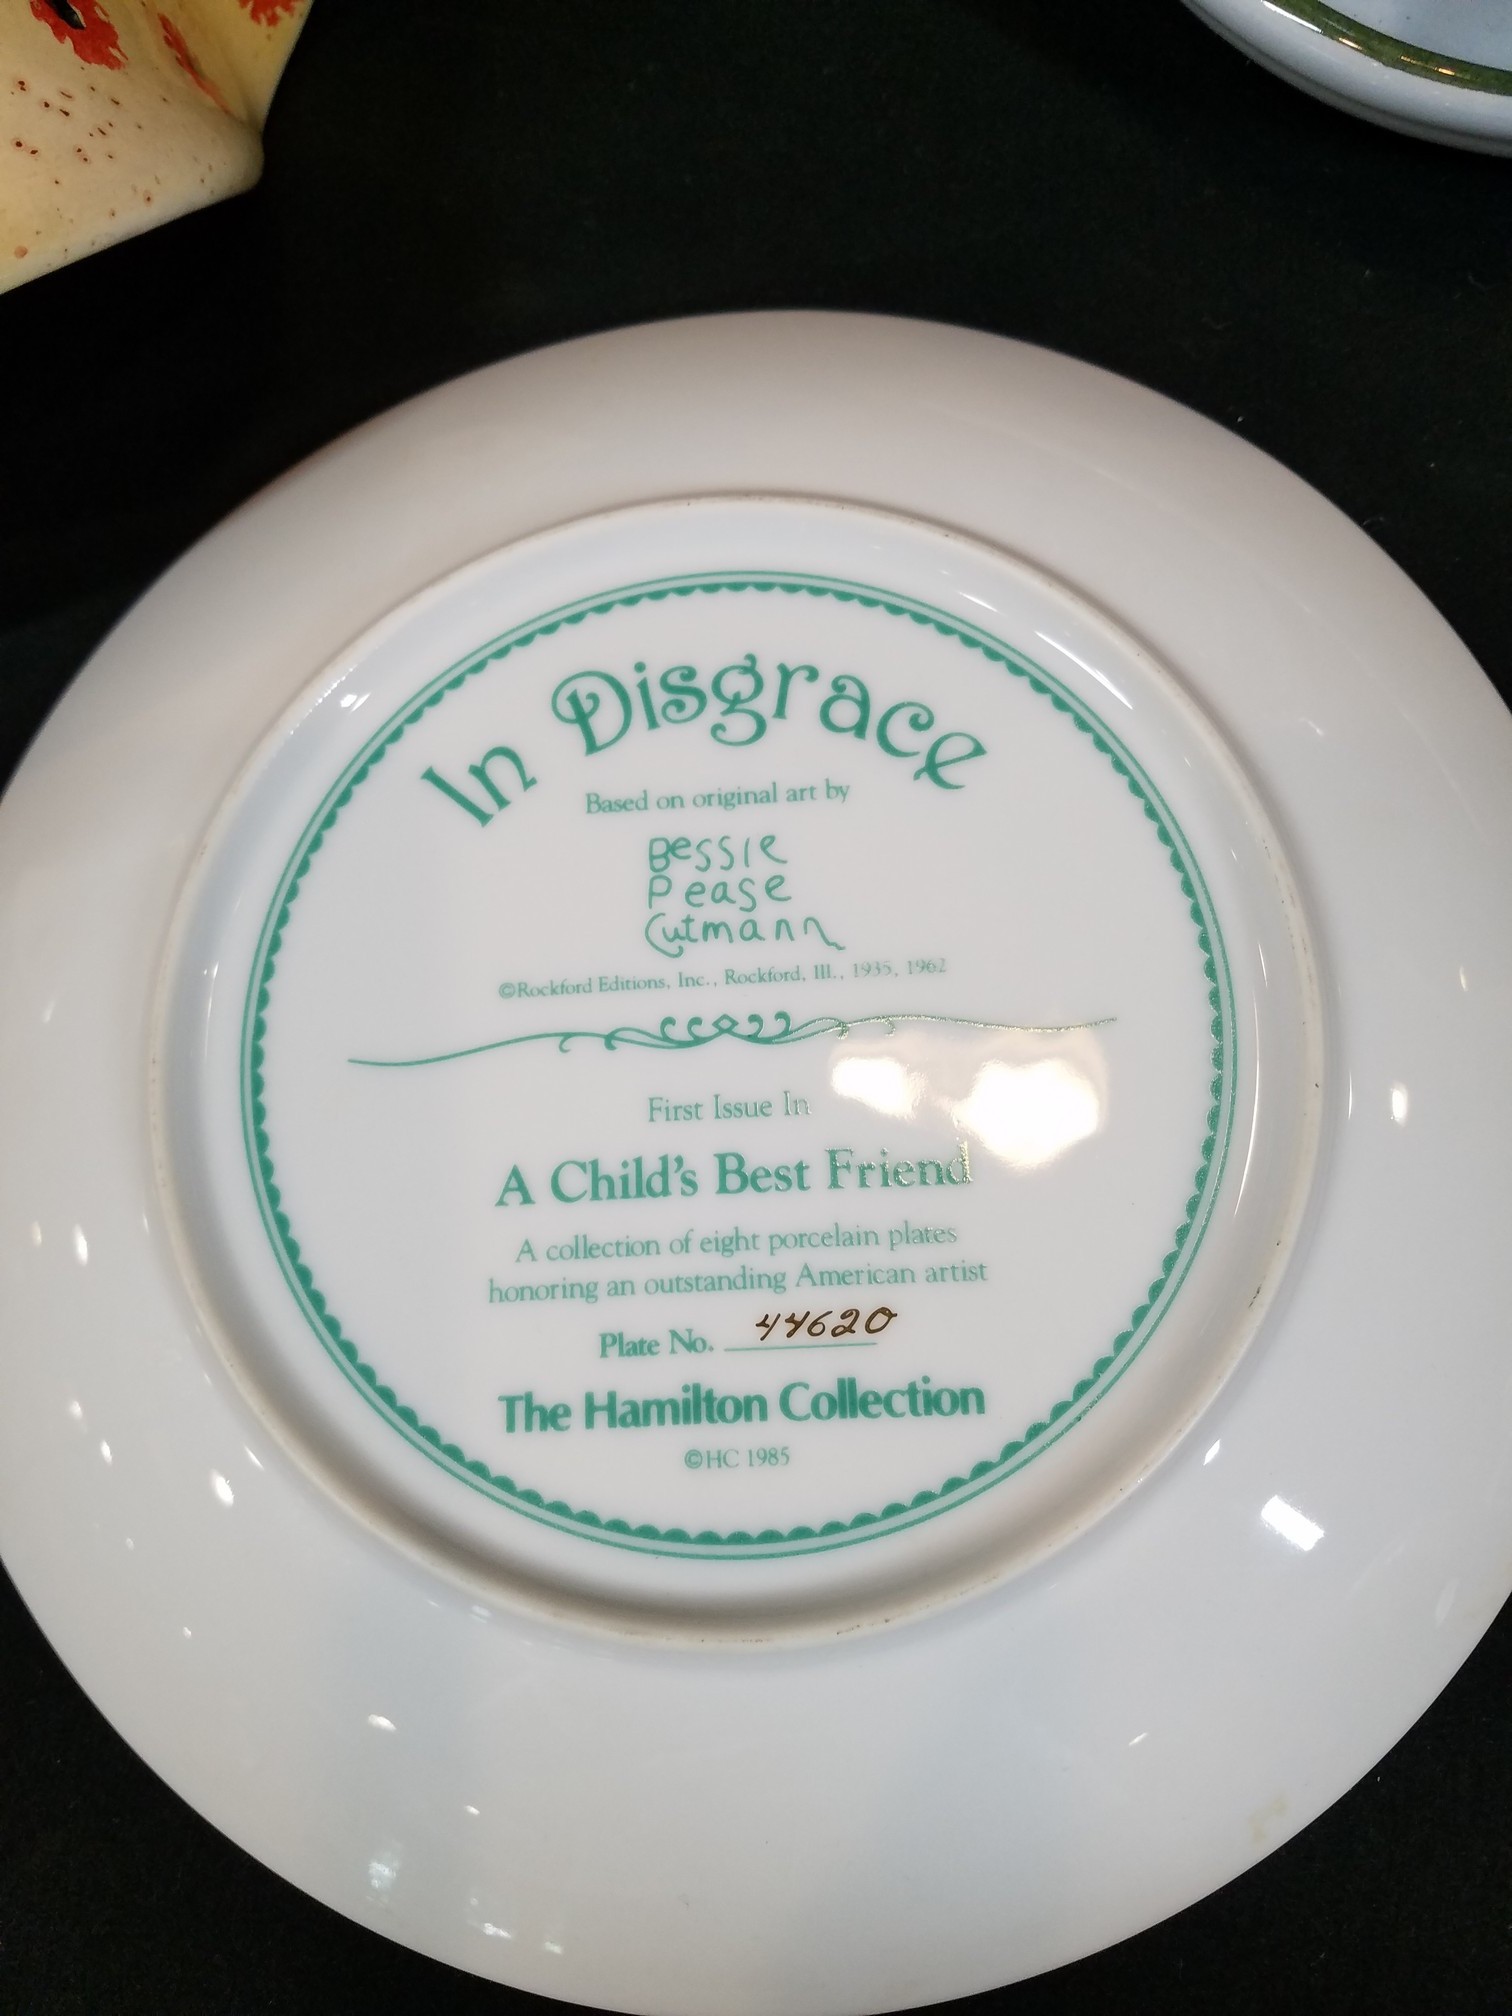 In Disgrace
Based on original art by
Bessie
Pease
Gutmann
©Rockford Editions, Inc., Rockford, Ill., 1935, 1962
First Issue In
A Child's Best Friend
A collection of eight porcelain plates
honoring an outstanding American artist
Plate No. 44620
The Hamilton Collection
©HC 1985